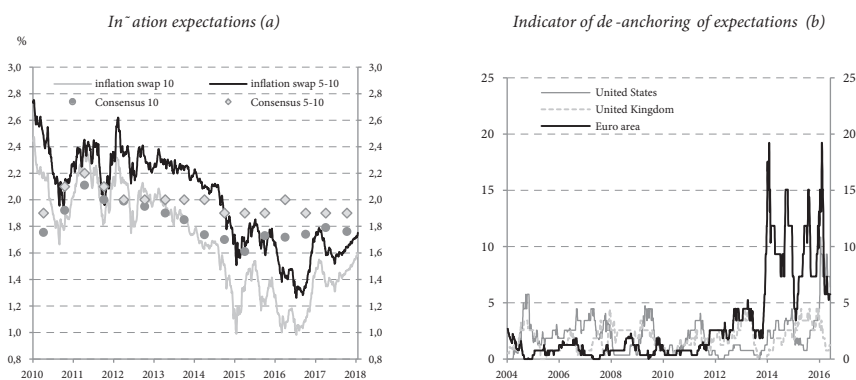 In˜ation expectations (a)
%
3,0 3,0
inflation swap 10 inflation swap 5-10
2,8 2,8
Consensus 10 Consensus 5-10
2,6 2,6
2,4 2,4
2,2 2,2
2,0 2,0
1,8 1,8
1,6 1,6
1,4 1,4
1,2 1,2
1,0 1,0
0,8 0,8
2010 2011 2012 2013 2014 2015 2016 2017 2018
Indicator of de -anchoring of expectations (b)
25 25
United States
United Kingdom
Euro area
20 20
15 15
10 10
5 5
0 0
2004 2006 2008 2010 2012 2014 2016